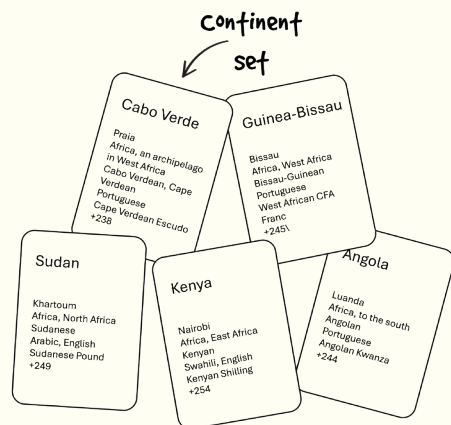 Continent
set
Cabo Verde
Praia
Africa, an archipelago
in West Africa
Cabo Verdean, Cape
Verdean
Portuguese
Cape Verdean Escudo
+238
Guinea-Bissau
Bissau
Africa, West Africa
Bissau-Guinean
Portuguese
West African CFA
Franc
+245\
Sudan
Khartoum
Africa, North Africa
Sudanese
Arabic, English
Sudanese Pound
+249
Kenya
Nairobi
Africa, East Africa
Kenyan
Swahili, English
Kenyan Shilling
+254
Angola
Luanda
Africa, to the south
Angolan
Portuguese
Angolan Kwanza
+244